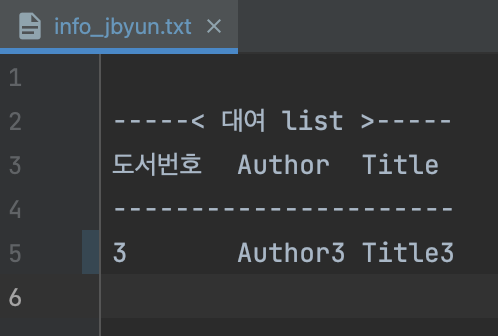 info_jbyun.txt ×
1
2 -----< 대여 list >-----
3 도서번호 Author Title
4 ----------------------
5 3 Author3 Title3
6